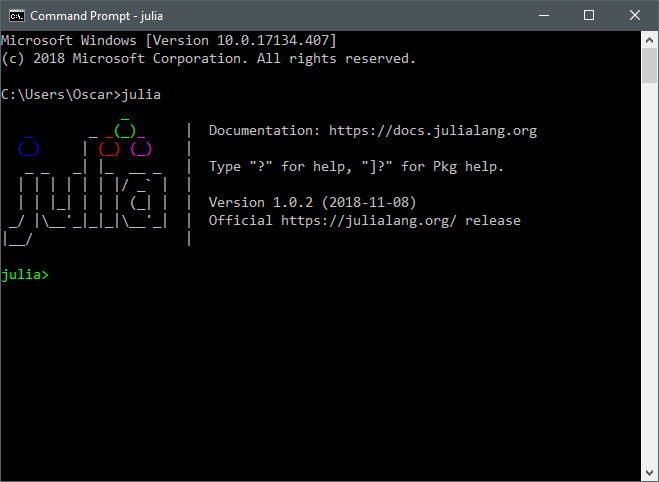 Command Prompt - julia
Microsoft Windows [Version 10.0.17134.407]
(c) 2018 Microsoft Corporation. All rights reserved.
C:\Users\Oscar>julia
               _
   _       _ _(_)_     |  Documentation: https://docs.julialang.org
  (_)     | (_) (_)    |
   _ _   _| |_  __ _   |  Type "?" for help, "]?" for Pkg help.
  | | | | | | |/ _` |  |
  | | |_| | | | (_| |  |  Version 1.0.2 (2018-11-08)
 _/ |\__'_|_|_|\__'_|  |  Official https://julialang.org/ release
|__/                   |
julia>